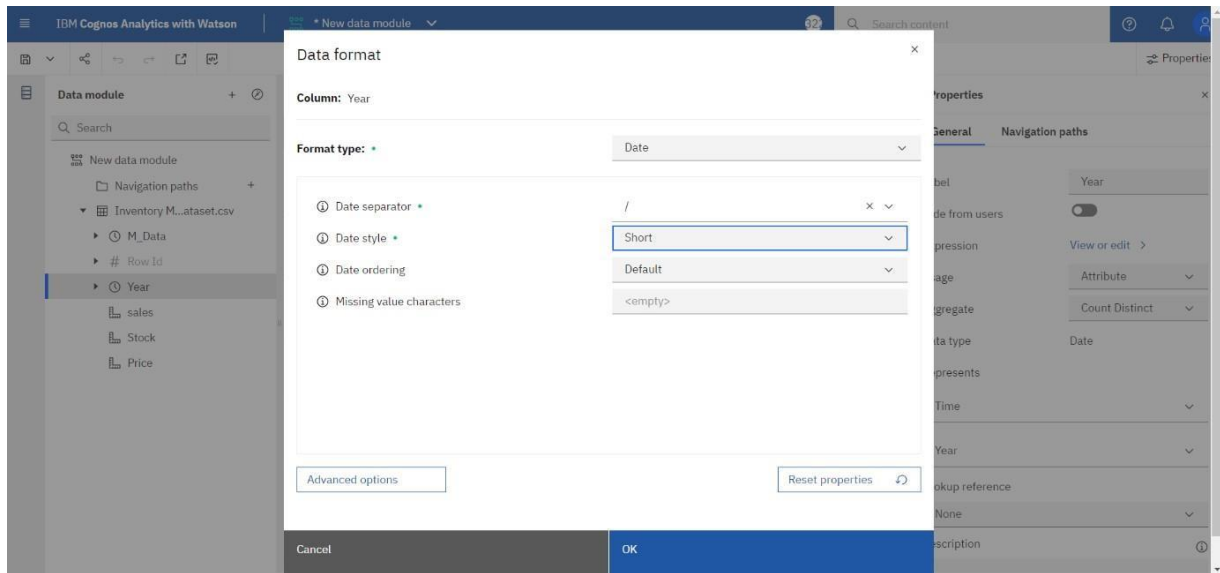 IBM Cognos Analytics with Watson
* New data module
Search content
Data format
Column: Year
Format type:
Date
Date separator
/
Date style
Short
Date ordering
Default
Missing value characters
<empty>
Advanced options
Reset properties
Cancel
OK
Data module
Search
New data module
Navigation paths
Inventory M...ataset.csv
M_Data
# Row Id
Year
sales
Stock
Price
Propertie
Properties
General Navigation paths
bel
Year
de from users
pression
View or edit >
age
Attribute
gregate
Count Distinct
ta type
Date
presents
Time
Year
okup reference
None
scription